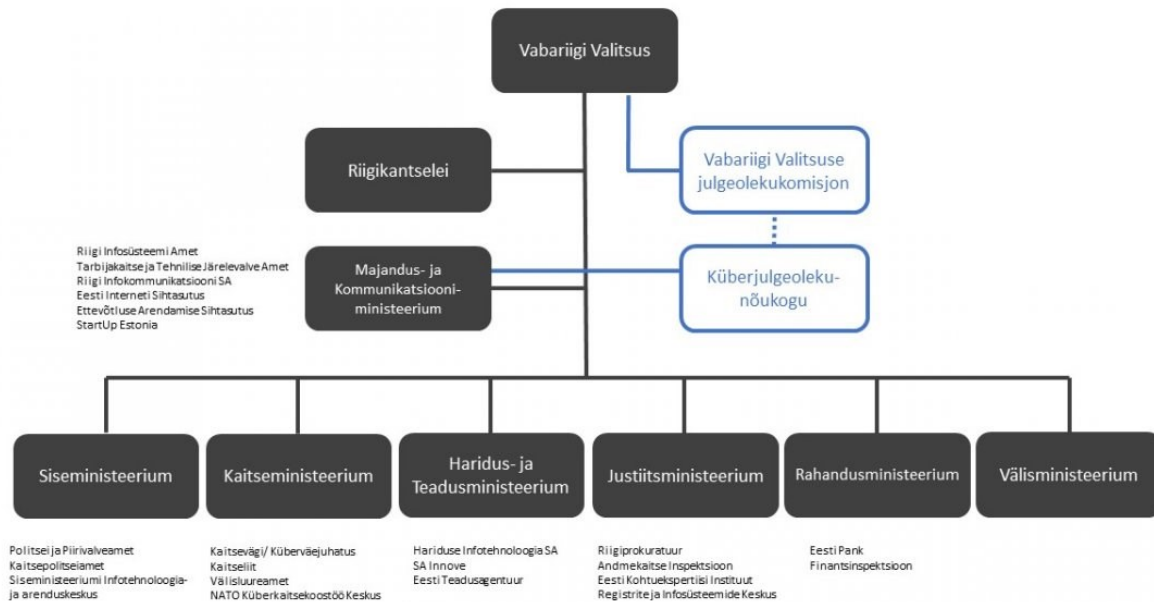 Vabariigi Valitsus
Riigikantselei
Vabariigi Valitsuse
julgeolekukomisjon
Riigi Infosüsteemi Amet
Tarbijakaitse ja Tehnilise Järelevalve Amet
Riigi Infokommunikatsiooni SA
Eesti Interneti Sihtasutus
Ettevõtluse Arendamise Sihtasutus
StartUp Estonia
Majandus- ja
Kommunikatsiooni-
ministeerium
Küberjulgeoleku-
nõukogu
Siseministeerium
Kaitseministeerium
Haridus- ja
Teadusministeerium
Justiitsministeerium
Rahandusministeerium
Välisministeerium
Politsei ja Piirivalveamet
Kaitsepolitseiamet
Siseministeeriumi Infotehnoloogia-
ja arenduskeskus
Kaitsevägi/ Küberväejuhatus
Kaitseliit
Välisluureamet
NATO Küberkaitsekoostöö Keskus
Hariduse Infotehnoloogia SA
SA Innove
Eesti Teadusagentuur
Riigiprokuratuur
Andmekaitse Inspektsioon
Eesti Kohtuekspertiisi Instituut
Registrite ja Infosüsteemide Keskus
Eesti Pank
Finantsinspektsioon